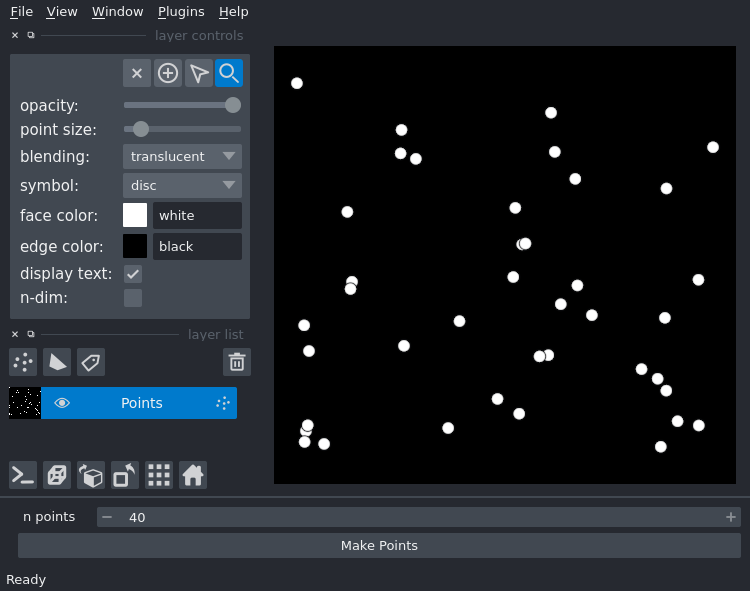 File View Window Plugins Help
layer controls
opacity:
point size:
blending: translucent
symbol: disc
face color: white
edge color: black
display text:
n-dim:
layer list
Points
n points 40
Make Points
Ready